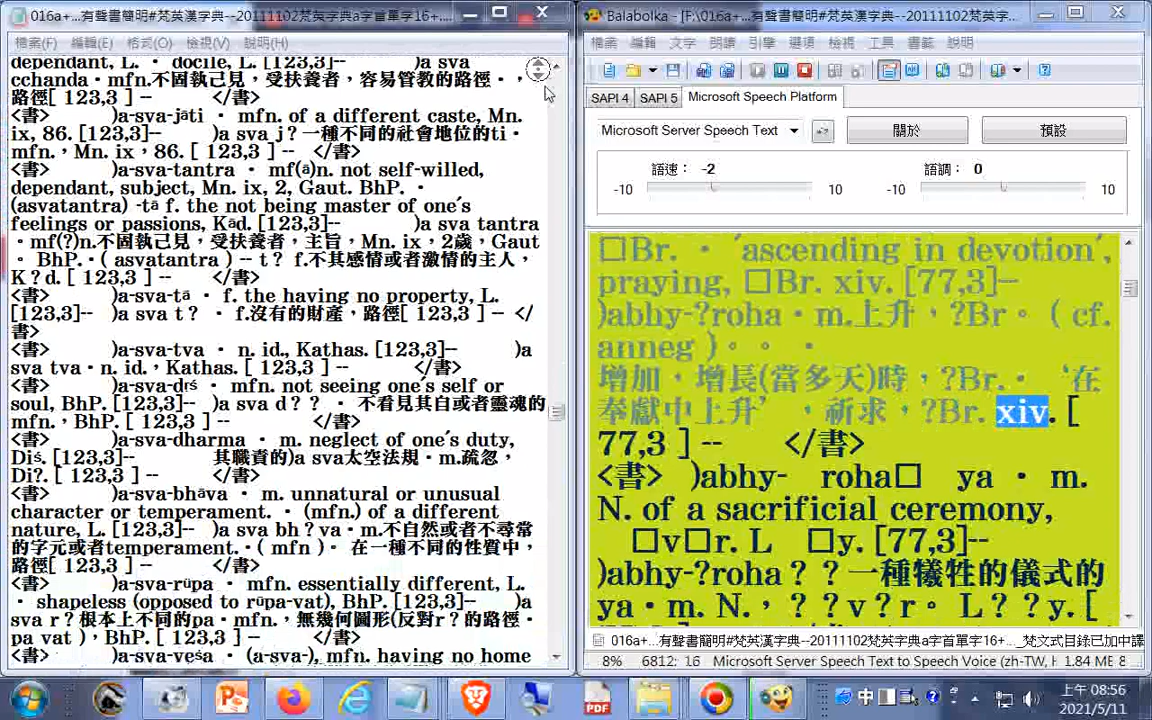 016a+...有聲書簡明#梵英漢字典--20111102梵英字典a字首單字16+...
檔案(F) 編輯(E) 格式(O) 檢視(V) 說明(H)
dependant, L. · docile, L. [123,3] )a sva
cchanda · mfn.不固執己見，受扶養者，容易管教的路徑·，
路徑[ 123,3 ] -- </書>
<書> )a-sva-jāti · mfn. of a different caste, Mn.
ix, 86. [123,3]-- )a sva j？一種不同的社會地位的ti·
mfn.，Mn. ix，86. [ 123,3 ] -- </書>
<書> )a-sva-tantra · mf(ā)n. not self-willed,
dependant, subject, Mn. ix, 2, Gaut. BhP. ·
(asvatantra) -tā f. the not being master of one's
feelings or passions, Kād. [123,3]-- )a sva tantra
。mf(?)n.不固執己見，受扶養者，主旨，Mn. ix，2歲，Gaut
。BhP.·( asvatantra ) -- t？ f.不其感情或者激情的主人，
K？d. [ 123,3 ] -- </書>
<書> )a-sva-tā · f. the having no property, L.
[123,3]-- )a sva t？· f.沒有的財產，路徑[ 123,3 ] -- </
書>
<書> )a-sva-tva · n. id., Kathas. [123,3]-- )a
sva tva·n. id.，Kathas. [ 123,3 ] -- </書>
<書> )a-sva-dṛś · mfn. not seeing one's self or
soul, BhP. [123,3]-- )a sva d？？· 不看見其自或者靈魂的
mfn.，BhP. [ 123,3 ] -- </書>
<書> )a-sva-dharma · m. neglect of one's duty,
Diś. [123,3]-- 其職責的)a sva太空法規·m.疏忽，
Di?. [ 123,3 ] -- </書>
<書> )a-sva-bhāva · m. unnatural or unusual
character or temperament. · (mfn.) of a different
nature, L. [123,3]-- )a sva bh？va·m.不自然或者不尋常
的字元或者temperament.·( mfn )。 在一種不同的性質中，
路徑[ 123,3 ] -- </書>
<書> )a-sva-rūpa · mfn. essentially different, L.
· shapeless (opposed to rūpa-vat), BhP. [123,3]-- )a
sva r？根本上不同的pa·mfn.，無幾何圖形(反對r？的路徑·
pa vat )，BhP. [ 123,3 ] -- </書>
<書> )a-sva-veśa · (a-sva-), mfn. having no home
Balabolka - [F:\016a+...有聲書簡明#梵英漢字典--20111102梵英字...
檔案 編輯 文字 閱讀 引擎 選項 檢視 工具 書籤 說明
SAPI 4 SAPI 5 Microsoft Speech Platform
Microsoft Server Speech Text 關於 預設
語速: -2 語調: 0
-10 10 -10 10
□Br. · 'ascending in devotion',
praying, □Br. xiv. [77,3]--
)abhy-?roha·m.上升，?Br。( cf.
anneg )。。·
增加，增長(當多天)時，?Br.· '在
奉獻中上升'，祈求，?Br. xiv. [
77,3 ] -- </書>
<書> )abhy- roha□ ya · m.
N. of a sacrificial ceremony,
□v□r. L □y. [77,3]--
)abhy-?roha？？一種犧牲的儀式的
ya·m. N.，？？v？r。L？？y. [
016a+...有聲書簡明#梵英漢字典--20111102梵英字典a字首單字16+..._梵文式目錄已加中譯
8% 6812: 16 Microsoft Server Speech Text to Speech Voice (zh-TW, H 1.84 MB 8
中 上午 08:56
2021/5/11